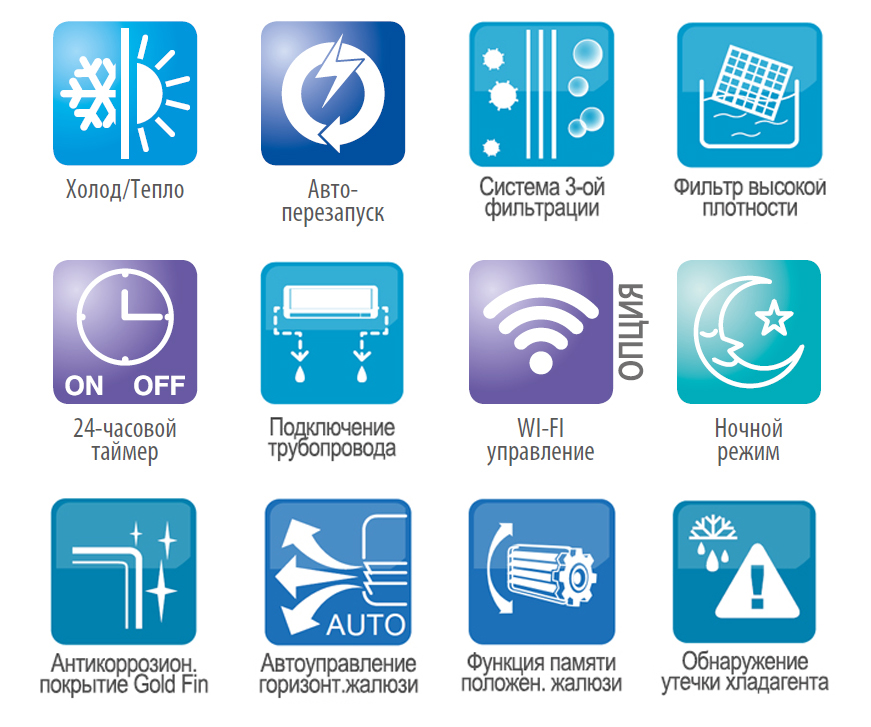 Холод/Тепло
Авто-
перезапуск
Система 3-ой
фильтрации
Фильтр высокой
плотности
ON OFF
24-часовой
таймер
Подключение
трубопровода
ОПЦИЯ
WI-FI
управление
Ночной
режим
Антикоррозион.
покрытие Gold Fin
AUTO
Автоуправление
горизонт.жалюзи
Функция памяти
положен. жалюзи
Обнаружение
утечки хладагента